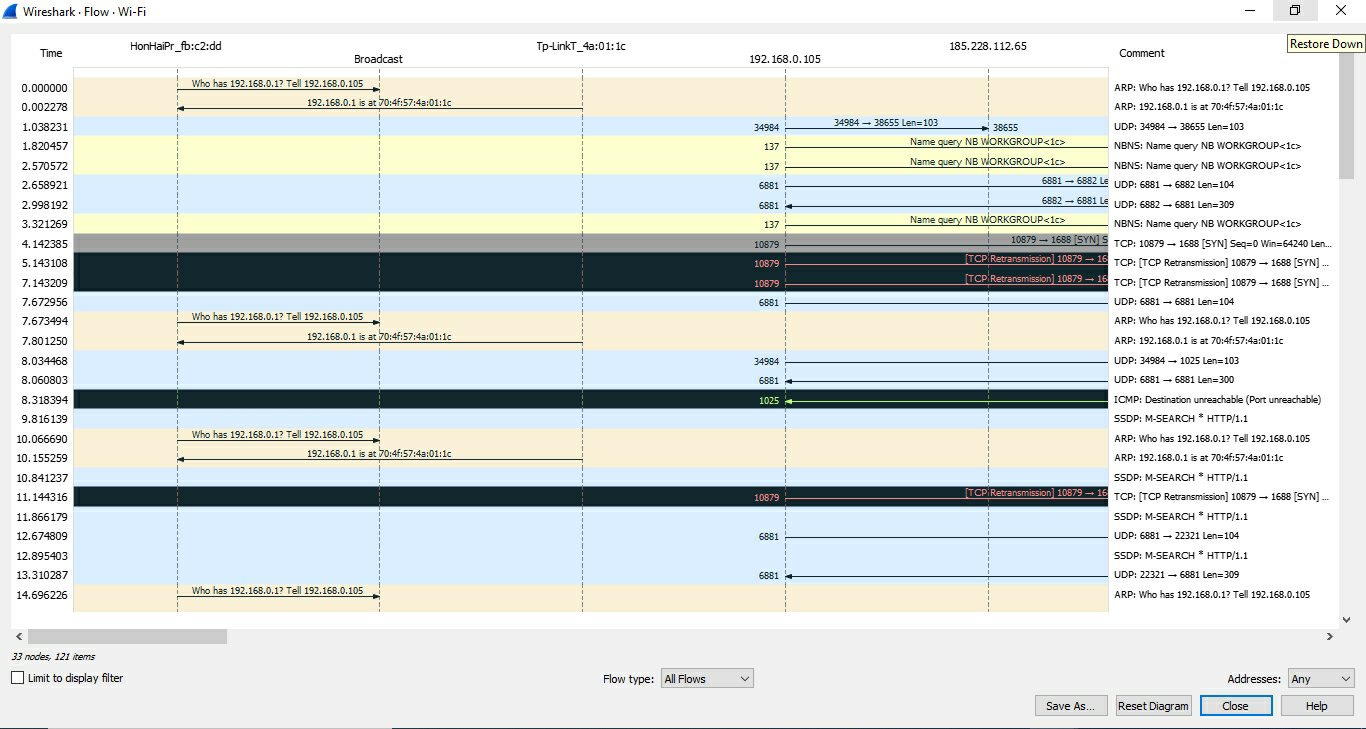 Wireshark · Flow · Wi-Fi
Restore Down
Time HonHaiPr_fb:c2:dd Broadcast Tp-LinkT_4a:01:1c 192.168.0.105 185.228.112.65 Comment
0.000000 Who has 192.168.0.1? Tell 192.168.0.105 ARP: Who has 192.168.0.1? Tell 192.168.0.105
0.002278 192.168.0.1 is at 70:4f:57:4a:01:1c ARP: 192.168.0.1 is at 70:4f:57:4a:01:1c
1.038231 34984 34984 → 38655 Len=103 38655 UDP: 34984 → 38655 Len=103
1.820457 137 Name query NB WORKGROUP<1c> NBNS: Name query NB WORKGROUP<1c>
2.570572 137 Name query NB WORKGROUP<1c> NBNS: Name query NB WORKGROUP<1c>
2.658921 6881 6881 → 6882 Le UDP: 6881 → 6882 Len=104
2.998192 6881 6882 → 6881 Le UDP: 6882 → 6881 Len=309
3.321269 137 Name query NB WORKGROUP<1c> NBNS: Name query NB WORKGROUP<1c>
4.142385 10879 10879 → 1688 [SYN] S TCP: 10879 → 1688 [SYN] Seq=0 Win=64240 Len...
5.143108 10879 [TCP Retransmission] 10879 → 16 TCP: [TCP Retransmission] 10879 → 1688 [SYN] ...
7.143209 10879 [TCP Retransmission] 10879 → 16 TCP: [TCP Retransmission] 10879 → 1688 [SYN] ...
7.672956 6881 UDP: 6881 → 6881 Len=104
7.673494 Who has 192.168.0.1? Tell 192.168.0.105 ARP: Who has 192.168.0.1? Tell 192.168.0.105
7.801250 192.168.0.1 is at 70:4f:57:4a:01:1c ARP: 192.168.0.1 is at 70:4f:57:4a:01:1c
8.034468 34984 UDP: 34984 → 1025 Len=103
8.060803 6881 UDP: 6881 → 6881 Len=300
8.318394 1025 ICMP: Destination unreachable (Port unreachable)
9.816139 SSDP: M-SEARCH * HTTP/1.1
10.066690 Who has 192.168.0.1? Tell 192.168.0.105 ARP: Who has 192.168.0.1? Tell 192.168.0.105
10.155259 192.168.0.1 is at 70:4f:57:4a:01:1c ARP: 192.168.0.1 is at 70:4f:57:4a:01:1c
10.841237 SSDP: M-SEARCH * HTTP/1.1
11.144316 10879 [TCP Retransmission] 10879 → 16 TCP: [TCP Retransmission] 10879 → 1688 [SYN] ...
11.866179 SSDP: M-SEARCH * HTTP/1.1
12.674809 6881 UDP: 6881 → 22321 Len=104
12.895403 SSDP: M-SEARCH * HTTP/1.1
13.310287 6881 UDP: 22321 → 6881 Len=309
14.696226 Who has 192.168.0.1? Tell 192.168.0.105 ARP: Who has 192.168.0.1? Tell 192.168.0.105
33 nodes, 121 items
Limit to display filter Flow type: All Flows Addresses: Any
Save As... Reset Diagram Close Help